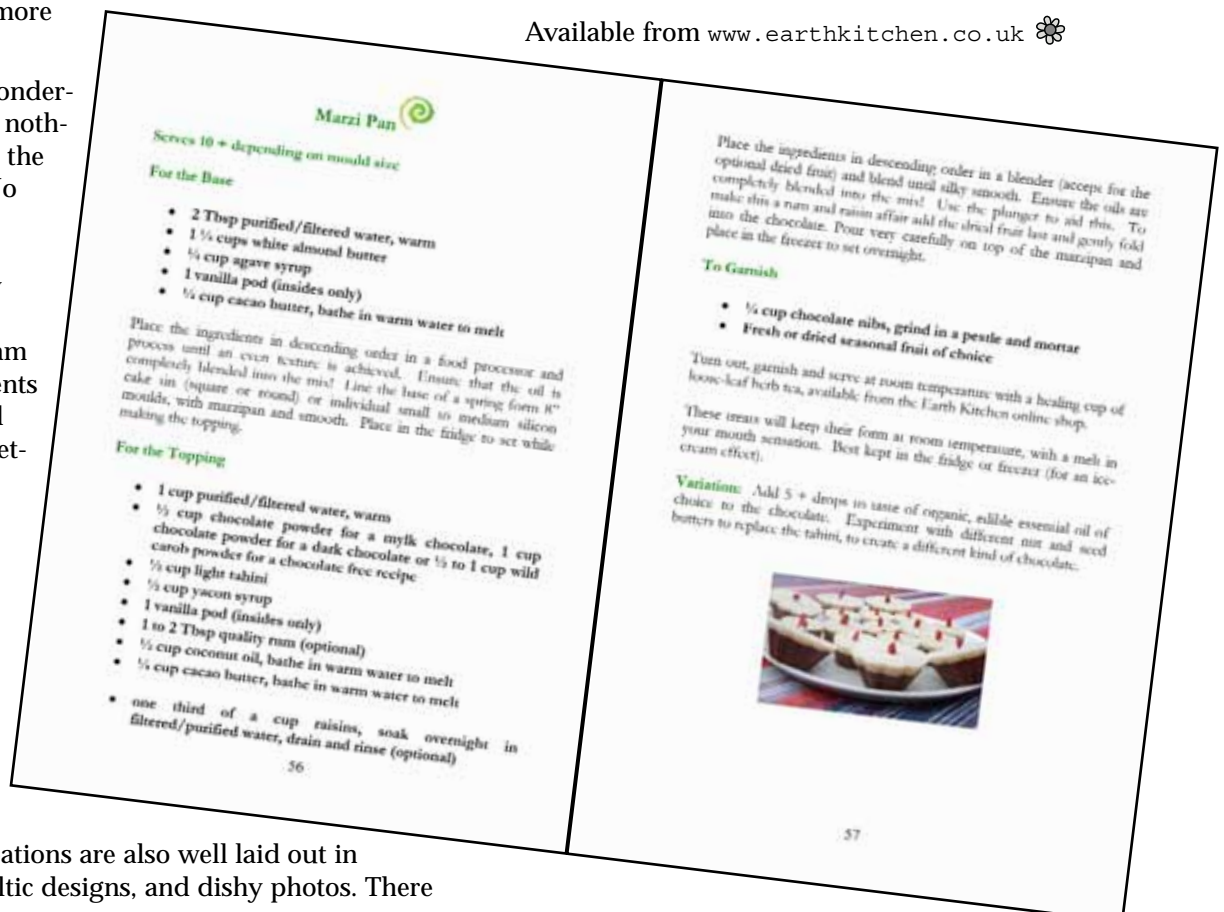 more
onder-
noth-
the
am
ents
et-
Available from www.earthkitchen.co.uk
Marzi Pan
Serves 10 + depending on mould size
For the Base
• 2 Tbsp purified/filtered water, warm
• 1 ¼ cups white almond butter
• ¼ cup agave syrup
• 1 vanilla pod (insides only)
• ¼ cup cacao butter, bathe in warm water to melt
Place the ingredients in descending order in a food processor and
process until an even texture is achieved. Ensure that the oil is
completely blended into the mix! Line the base of a spring form 8"
cake tin (square or round) or individual small to medium silicon
moulds, with marzipan and smooth. Place in the fridge to set while
making the topping.
For the Topping
• 1 cup purified/filtered water, warm
• cup chocolate powder for a mylk chocolate, 1 cup
chocolate powder for a dark chocolate or to 1 cup wild
carob powder for a chocolate free recipe
• cup light tahini
• cup yacon syrup
• 1 vanilla pod (insides only)
• 1 to 2 Tbsp quality rum (optional)
• cup coconut oil, bathe in warm water to melt
• cup cacao butter, bathe in warm water to melt
• one third of a cup raisins, soak overnight in
filtered/purified water, drain and rinse (optional)
56
Place the ingredients in descending order in a blender (accept for the
optional dried fruit) and blend until silky smooth. Ensure the oils are
completely blended into the mix! Use the plunger to aid this. To
make this a rum and raisin affair add the dried fruit last and gently fold
into the chocolate. Pour very carefully on top of the marzipan and
place in the freezer to set overnight.
To Garnish
• ¼ cup chocolate nibs, grind in a pestle and mortar
• Fresh or dried seasonal fruit of choice
Turn out, garnish and serve at room temperature with a healing cup of
loose-leaf herb tea, available from the Earth Kitchen online shop.
These treats will keep their form at room temperature, with a melt in
your mouth sensation. Best kept in the fridge or freezer (for an ice-
cream effect).
Variation: Add 5 + drops to taste of organic, edible essential oil of
choice to the chocolate. Experiment with different nut and seed
butters to replace the tahini, to create a different kind of chocolate.
57
ations are also well laid out in
ltic designs, and dishy photos. There